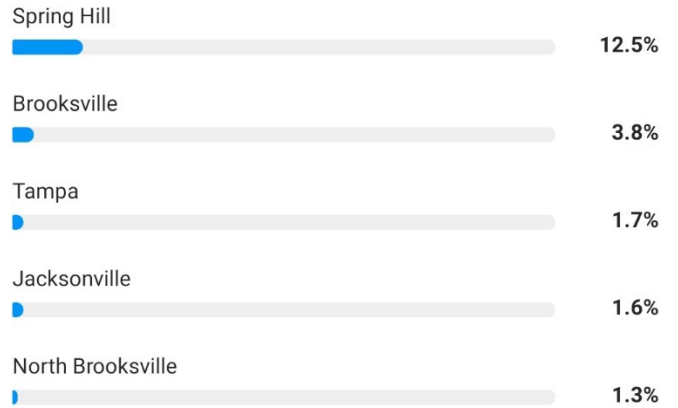 Spring Hill
12.5%
Brooksville
3.8%
Tampa
1.7%
Jacksonville
1.6%
North Brooksville
1.3%